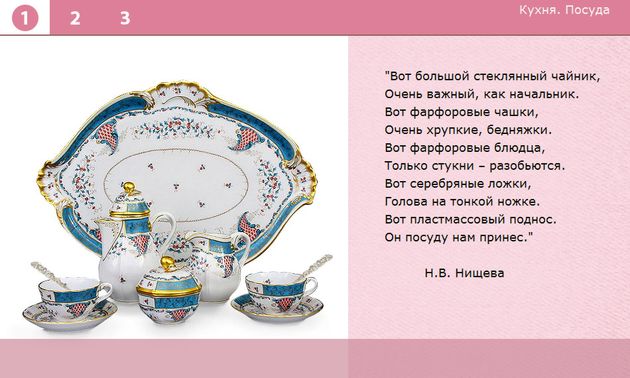 1 2 3
Кухня. Посуда
"Вот большой стеклянный чайник,
Очень важный, как начальник.
Вот фарфоровые чашки,
Очень хрупкие, бедняжки.
Вот фарфоровые блюдца,
Только стукни – разобьются.
Вот серебряные ложки,
Голова на тонкой ножке.
Вот пластмассовый поднос.
Он посуду нам принес."
Н.В. Нищева